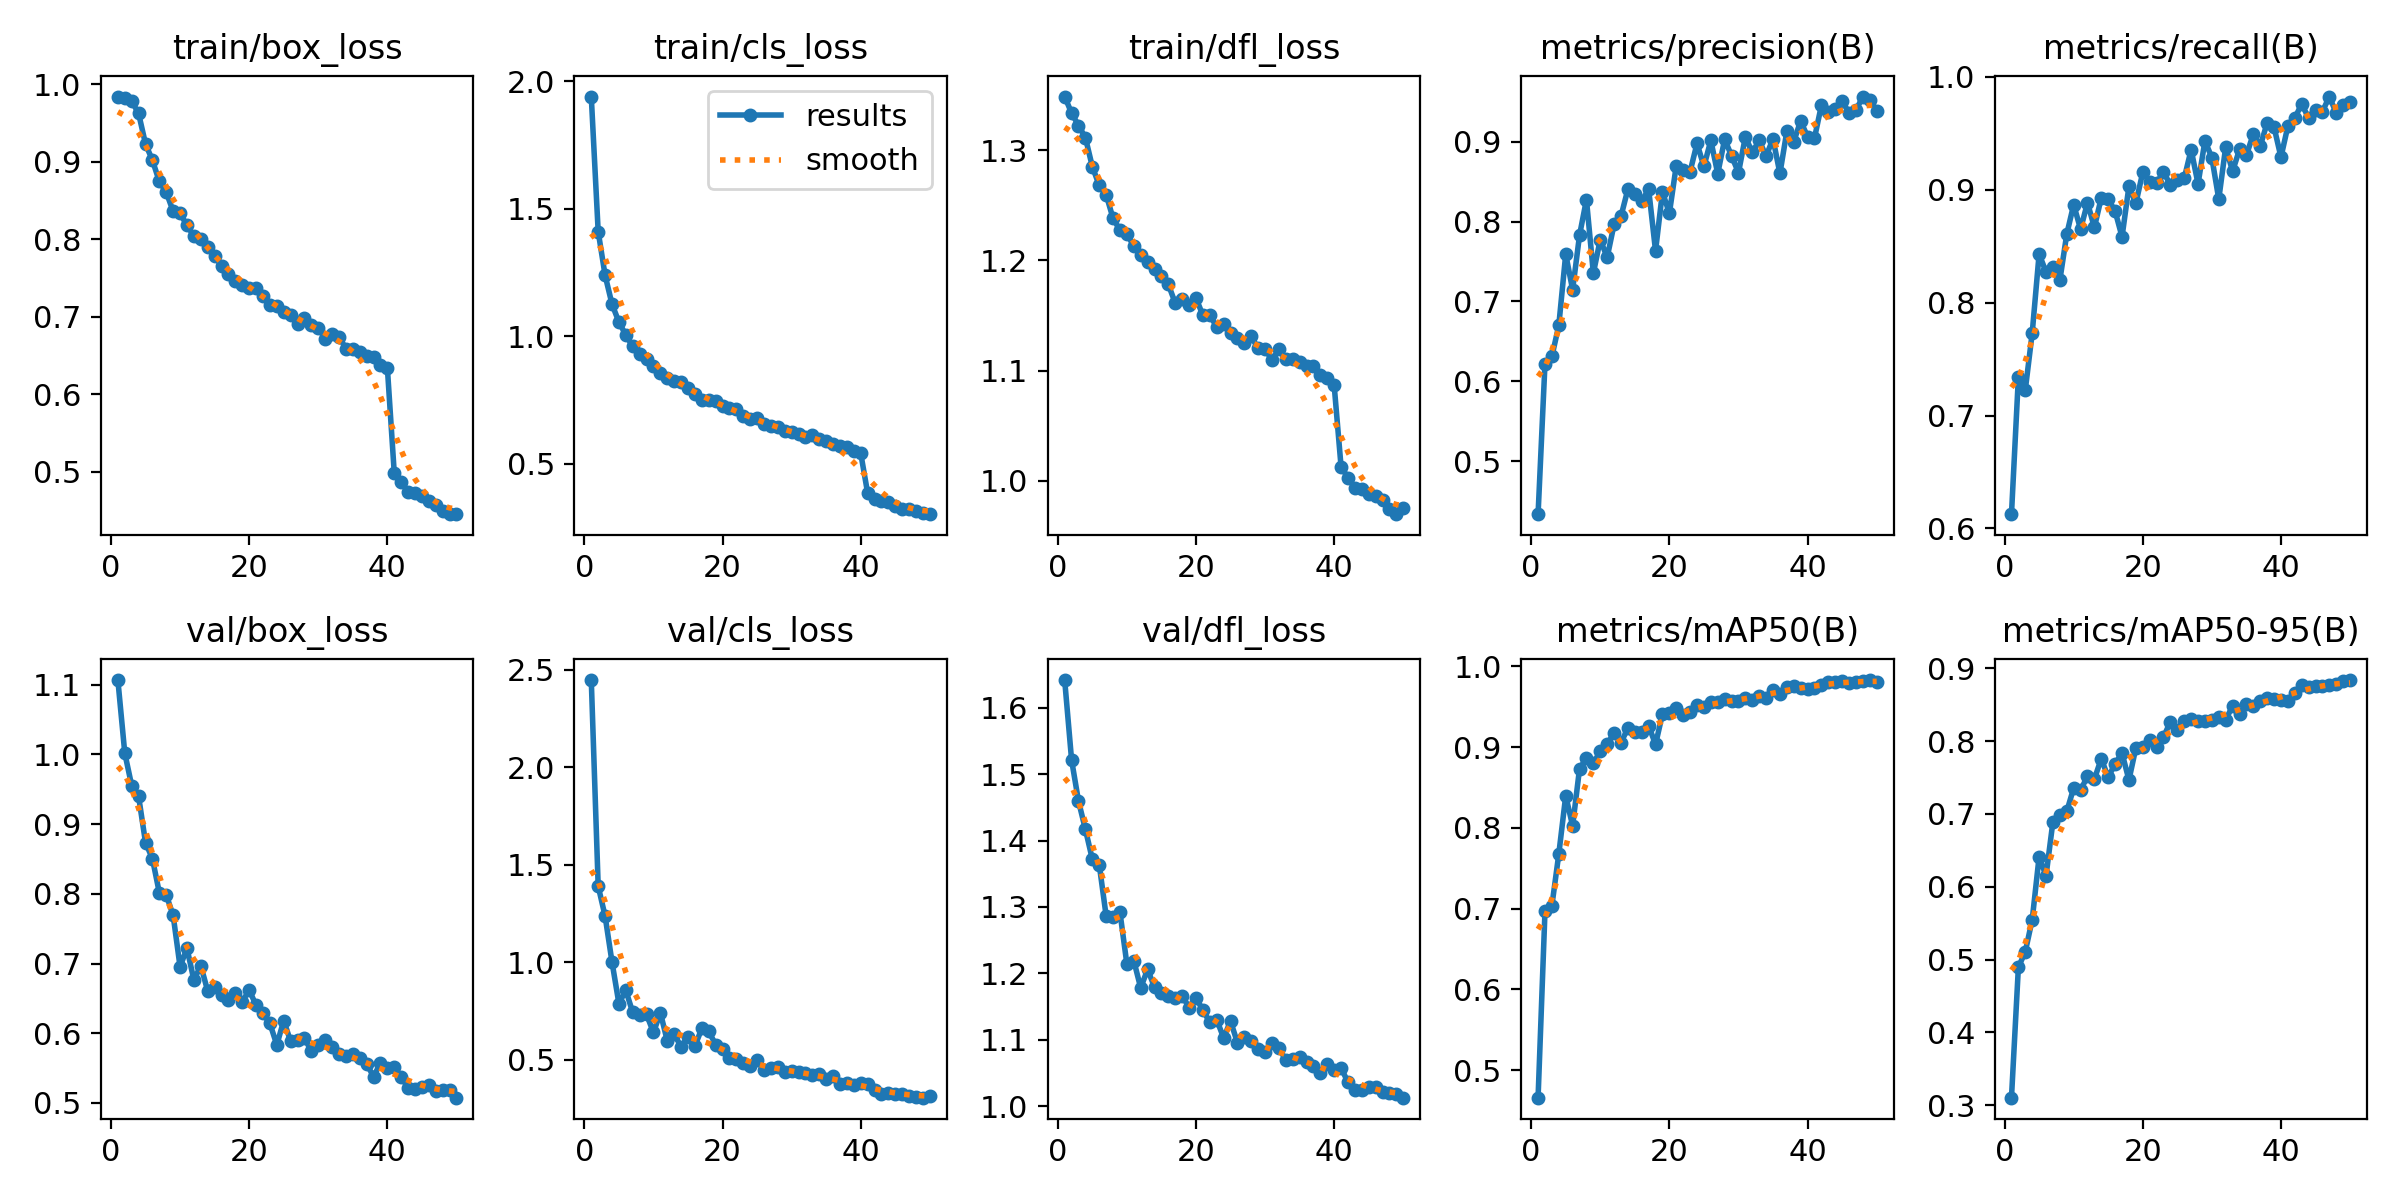 train/box_loss
1.0
0.9
0.8
0.7
0.6
0.5
0 20 40
train/cls_loss
results
smooth
2.0
1.5
1.0
0.5
0 20 40
train/dfl_loss
1.3
1.2
1.1
1.0
0 20 40
metrics/precision(B)
0.9
0.8
0.7
0.6
0.5
0 20 40
metrics/recall(B)
1.0
0.9
0.8
0.7
0.6
0 20 40
val/box_loss
1.1
1.0
0.9
0.8
0.7
0.6
0.5
0 20 40
val/cls_loss
2.5
2.0
1.5
1.0
0.5
0 20 40
val/dfl_loss
1.6
1.5
1.4
1.3
1.2
1.1
1.0
0 20 40
metrics/mAP50(B)
1.0
0.9
0.8
0.7
0.6
0.5
0 20 40
metrics/mAP50-95(B)
0.9
0.8
0.7
0.6
0.5
0.4
0.3
0 20 40